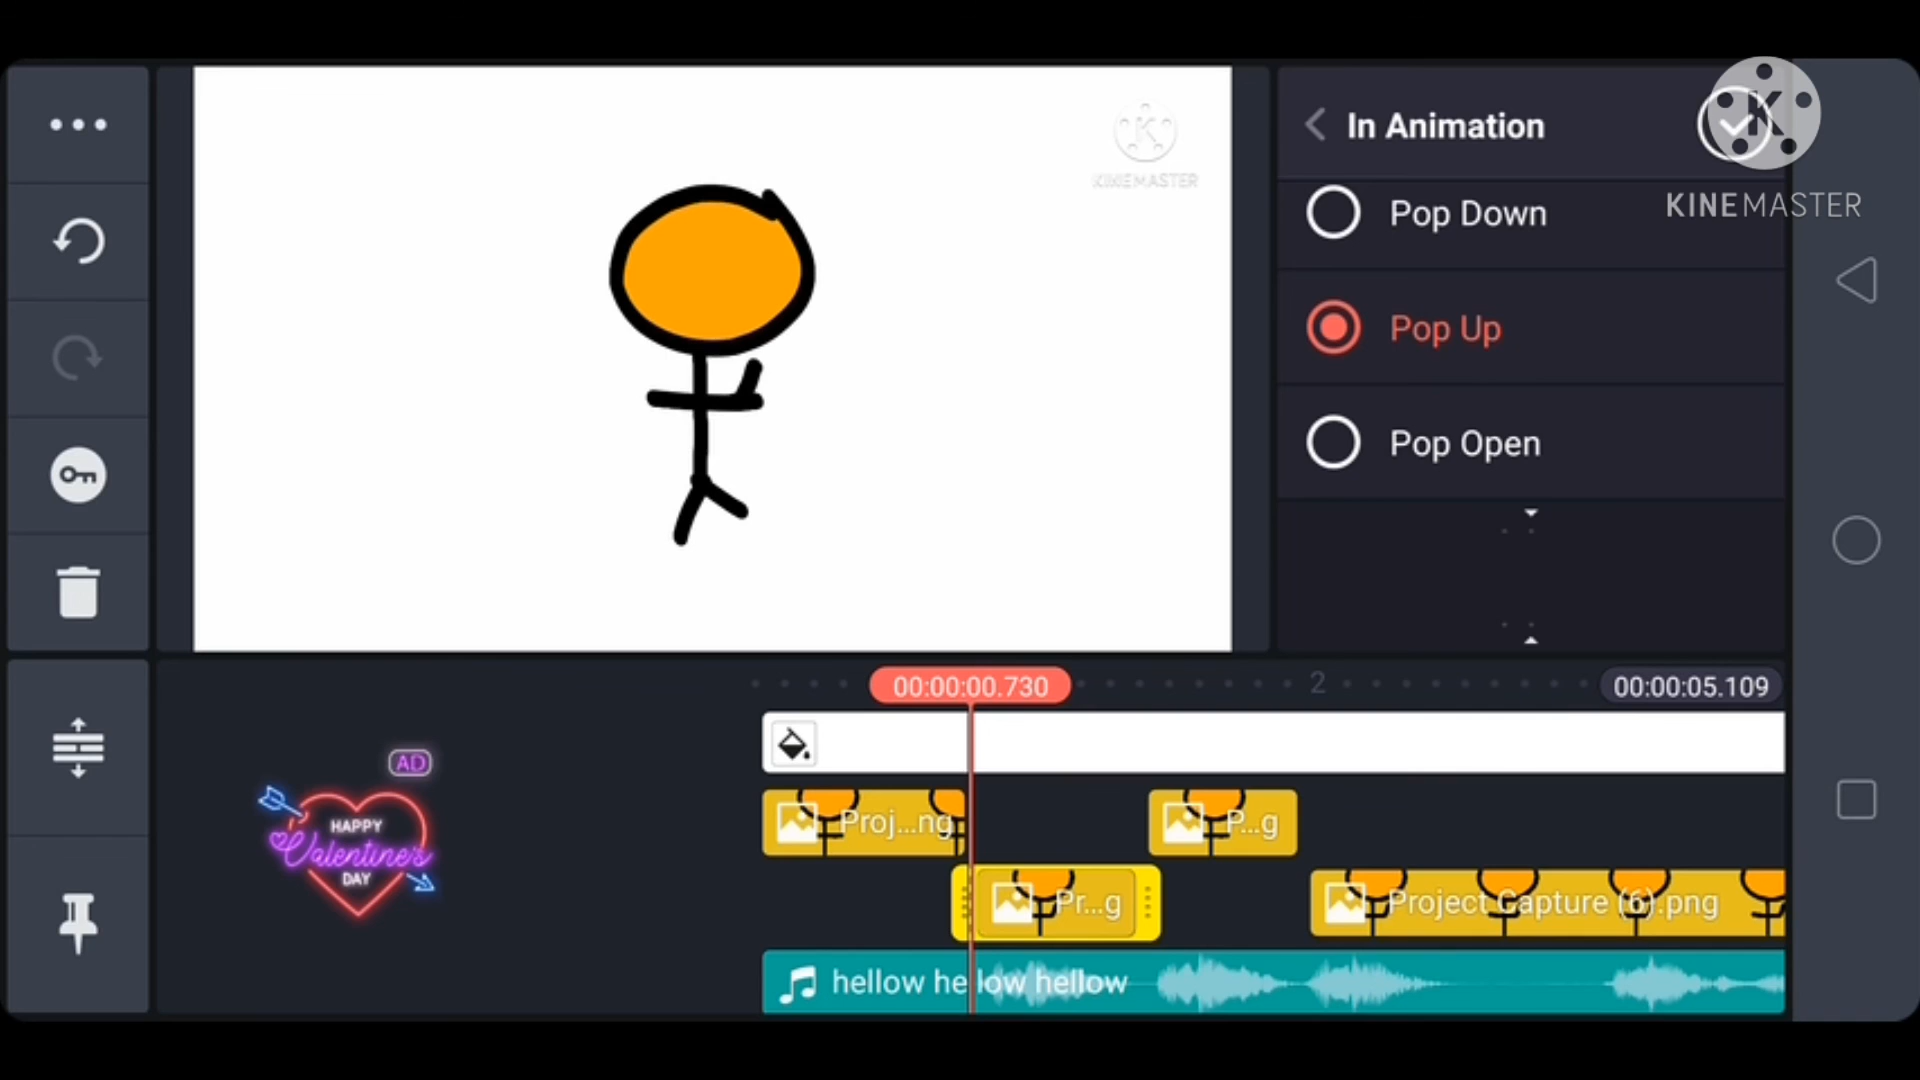 KINEMASTER
In Animation
K
KINEMASTER
Pop Down
Pop Up
Pop Open
00:00:00.730
2
00:00:05.109
AD
HAPPY
Valentine's
DAY
Proj...ng
P...g
Pr...g
Project Capture (6).png
hellow hellow hellow